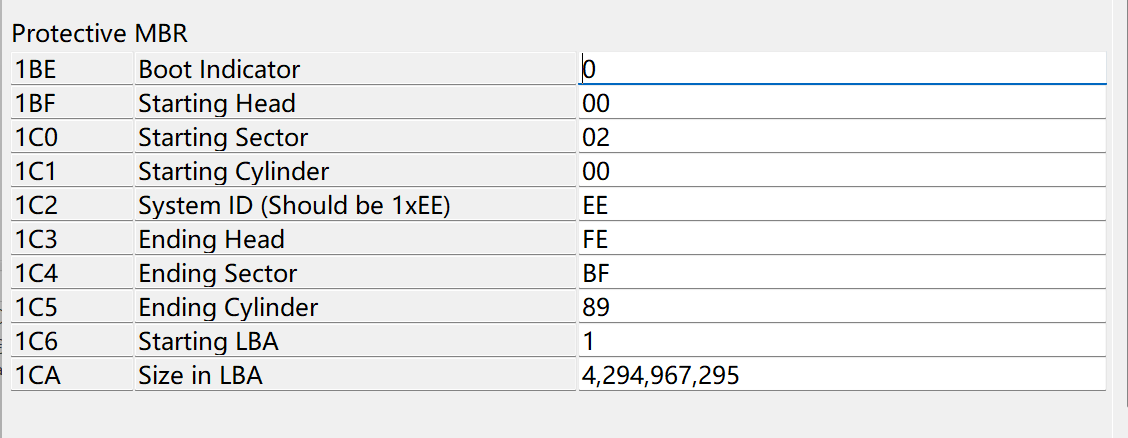 Protective MBR
1BE Boot Indicator 0
1BF Starting Head 00
1C0 Starting Sector 02
1C1 Starting Cylinder 00
1C2 System ID (Should be 1xEE) EE
1C3 Ending Head FE
1C4 Ending Sector BF
1C5 Ending Cylinder 89
1C6 Starting LBA 1
1CA Size in LBA 4,294,967,295